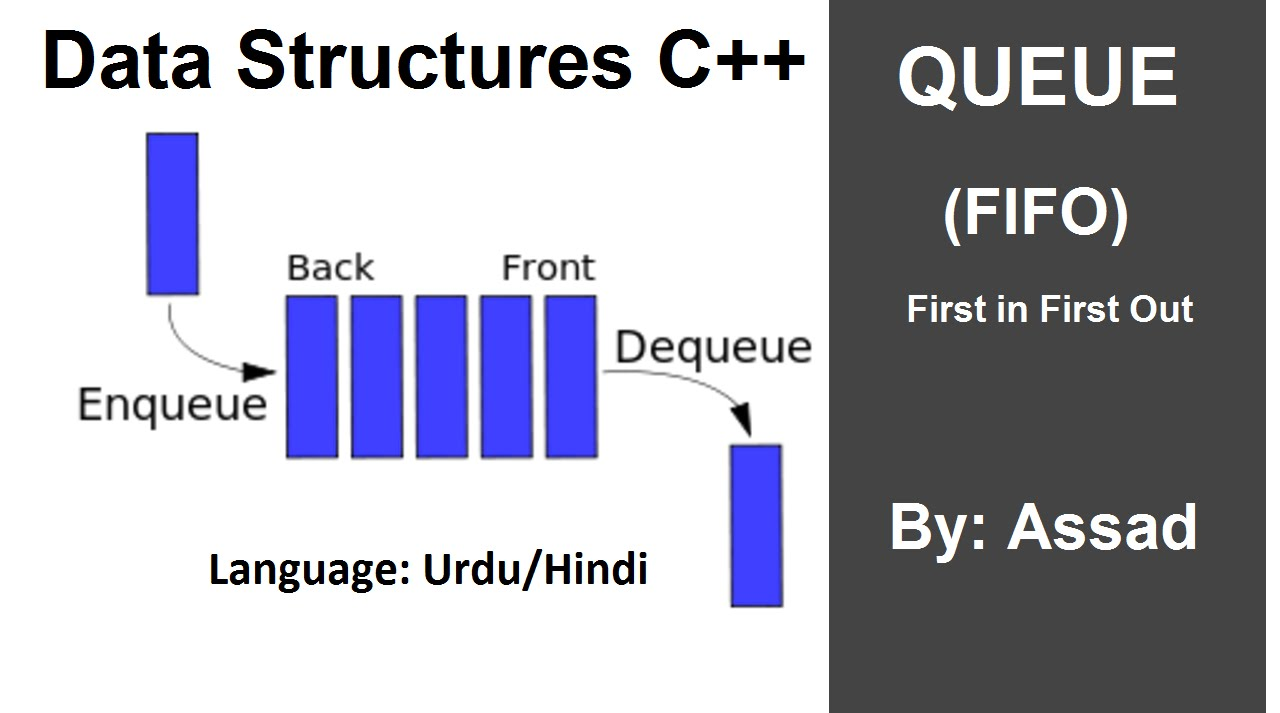 Data Structures C++
Back
Front
Enqueue
Dequeue
Language: Urdu/Hindi
QUEUE
(FIFO)
First in First Out
By: Assad